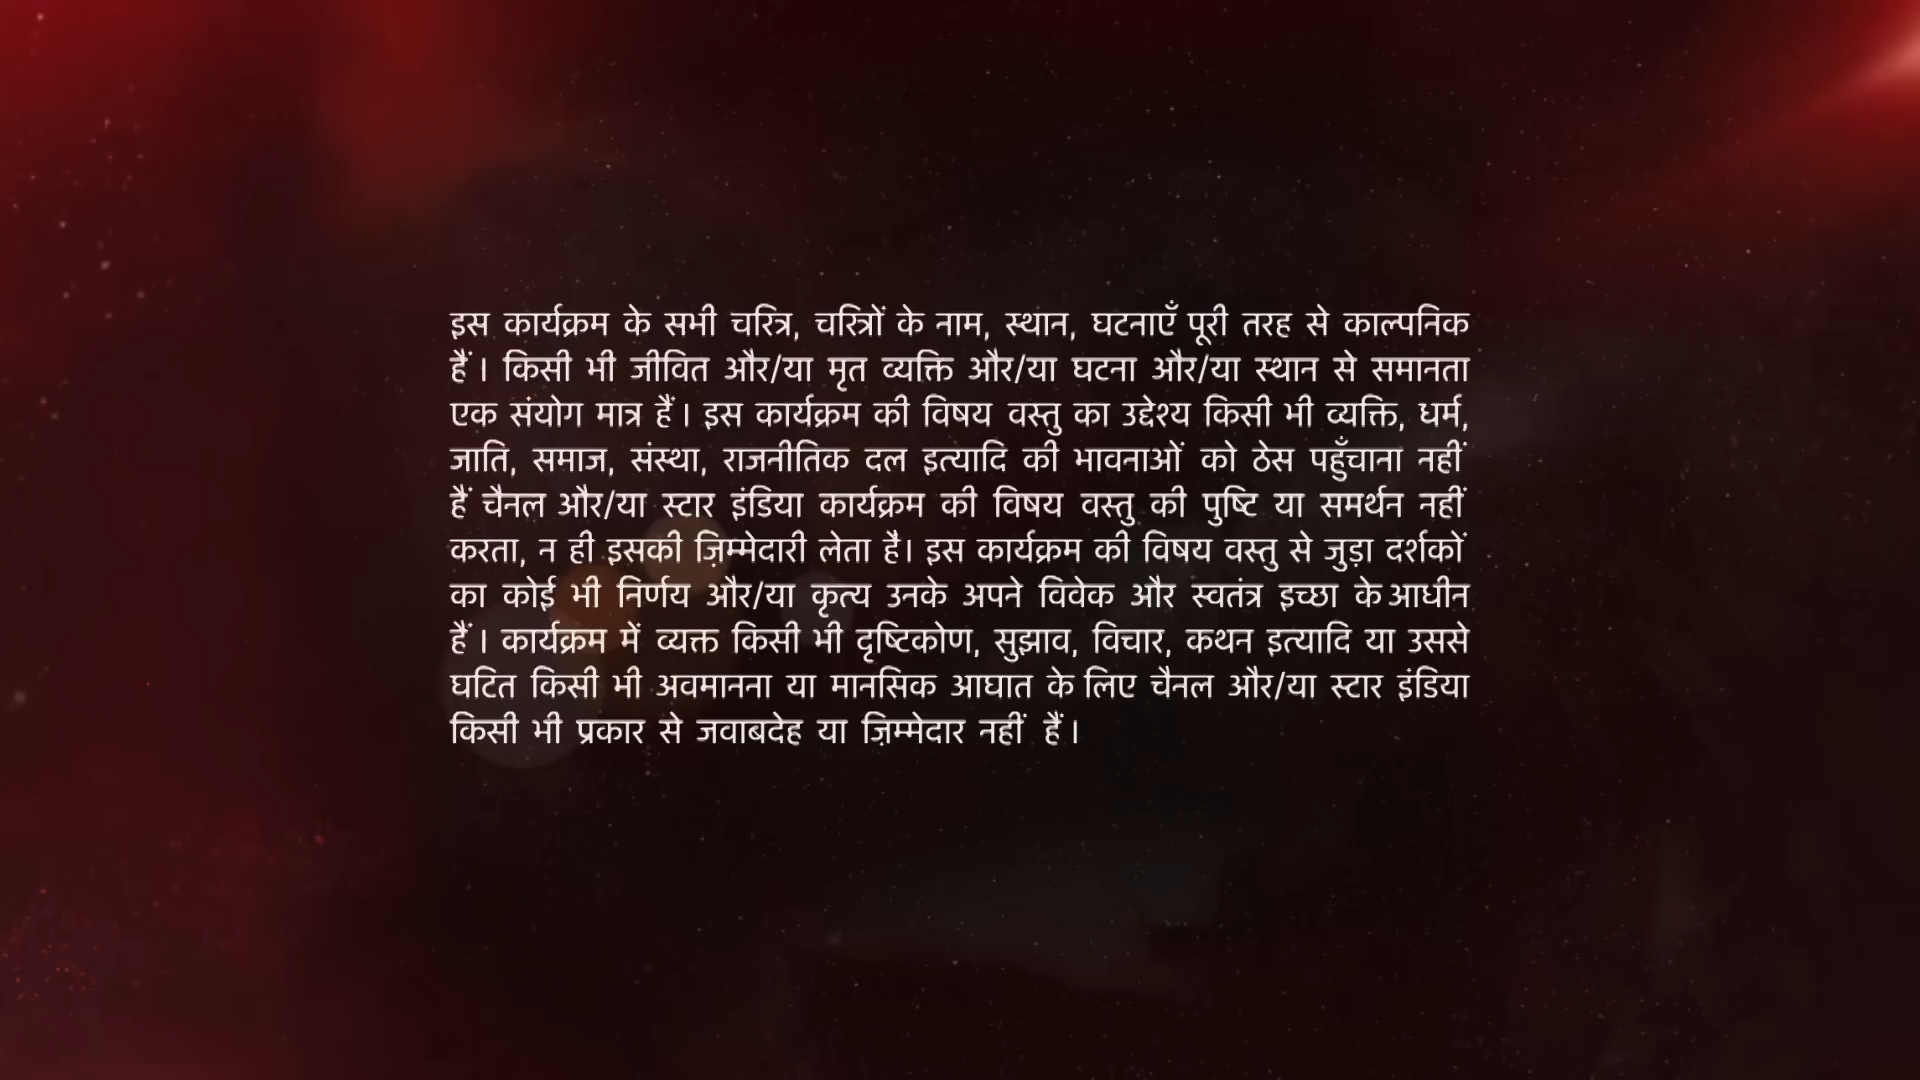 इस कार्यक्रम के सभी चरित्र, चरित्रों के नाम, स्थान, घटनाएँ पूरी तरह से काल्पनिक
हैं । किसी भी जीवित और/या मृत व्यक्ति और/या घटना और/या स्थान से समानता
एक संयोग मात्र हैं । इस कार्यक्रम की विषय वस्तु का उद्देश्य किसी भी व्यक्ति, धर्म,
जाति, समाज, संस्था, राजनीतिक दल इत्यादि की भावनाओं को ठेस पहुँचाना नहीं
हैं चैनल और/या स्टार इंडिया कार्यक्रम की विषय वस्तु की पुष्टि या समर्थन नहीं
करता, न ही इसकी ज़िम्मेदारी लेता है। इस कार्यक्रम की विषय वस्तु से जुड़ा दर्शकों
का कोई भी निर्णय और/या कृत्य उनके अपने विवेक और स्वतंत्र इच्छा के आधीन
हैं । कार्यक्रम में व्यक्त किसी भी दृष्टिकोण, सुझाव, विचार, कथन इत्यादि या उससे
घटित किसी भी अवमानना या मानसिक आघात के लिए चैनल और/या स्टार इंडिया
किसी भी प्रकार से जवाबदेह या ज़िम्मेदार नहीं हैं ।